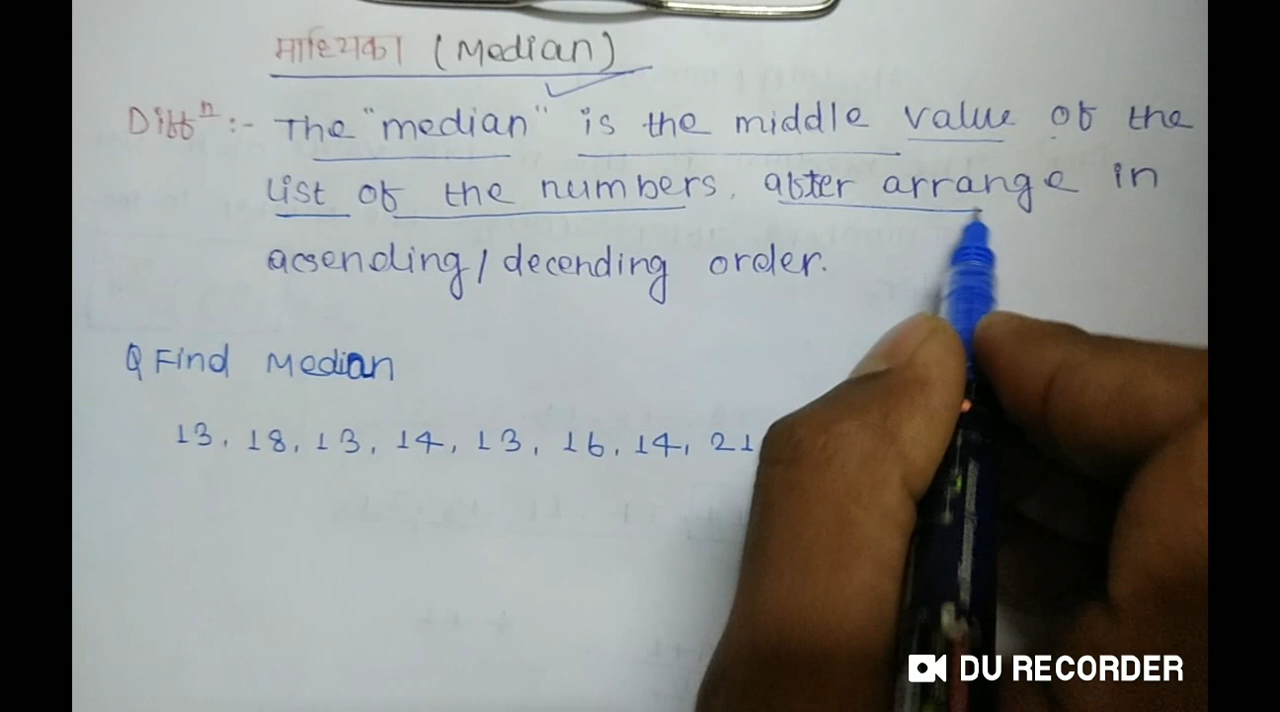 माध्यिका (Median)
Diffⁿ :- The "median" is the middle value of the
list of the numbers. after arrange in
acsending / decending order.
Q Find Median
13, 18, 13, 14, 13, 16, 14, 21
DU RECORDER